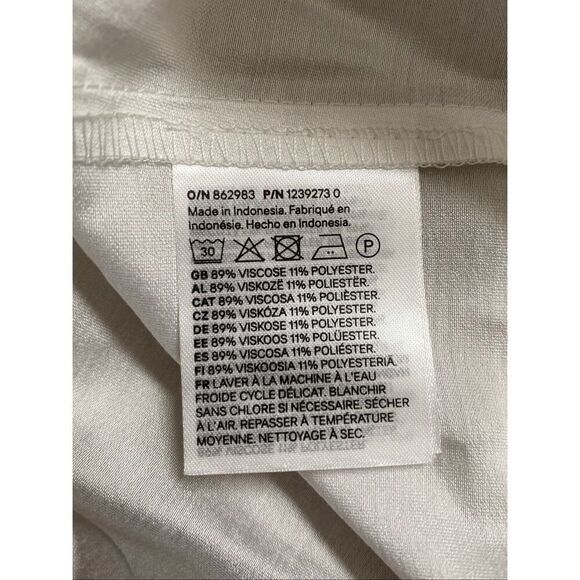 O/N 862983 P/N 1239273 0
Made in Indonesia. Fabriqué en
Indonésie. Hecho en Indonesia.
30 P
GB 89% VISCOSE 11% POLYESTER.
AL 89% VISKOZË 11% POLIESTËR.
CAT 89% VISCOSA 11% POLIÈSTER.
CZ 89% VISKÓZA 11% POLYESTER.
DE 89% VISKOSE 11% POLYESTER.
EE 89% VISKOOS 11% POLÜESTER.
ES 89% VISCOSA 11% POLIÉSTER.
FI 89% VISKOOSIA 11% POLYESTERIÄ.
FR LAVER À LA MACHINE À L'EAU
FROIDE CYCLE DÉLICAT. BLANCHIR
SANS CHLORE SI NÉCESSAIRE. SÉCHER
À L'AIR. REPASSER À TEMPÉRATURE
MOYENNE. NETTOYAGE À SEC.